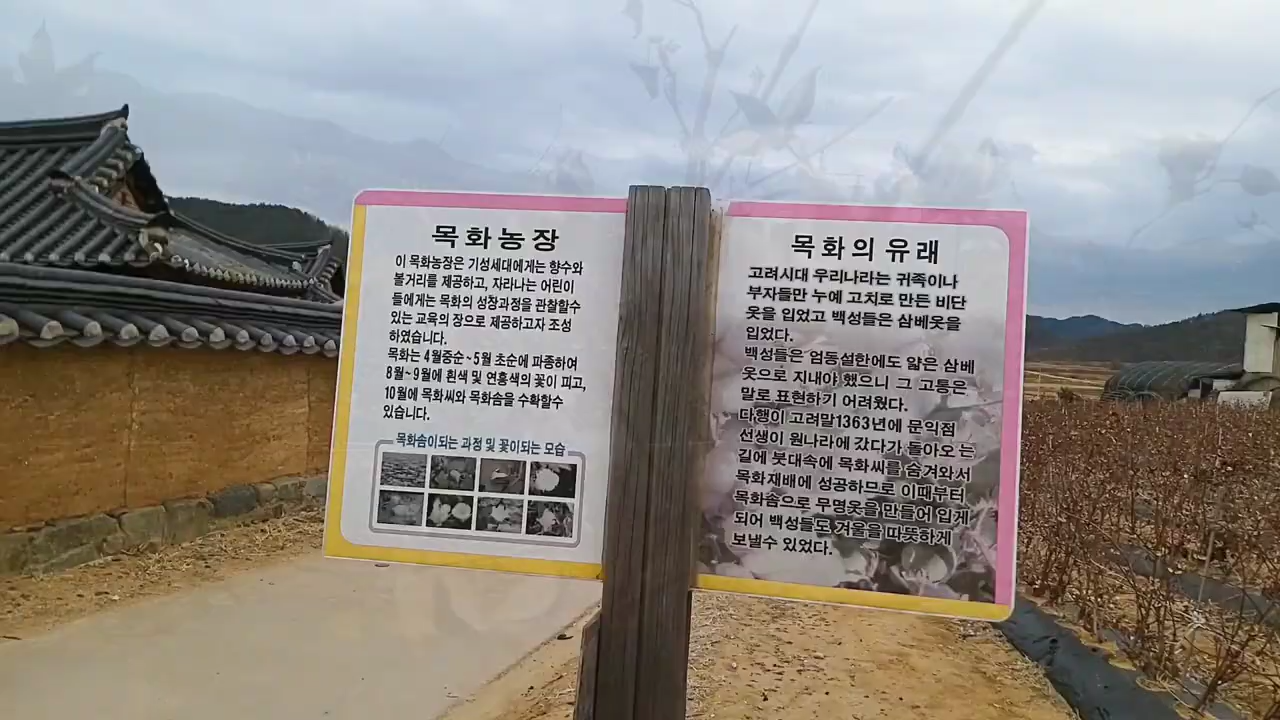 목화농장
이 목화농장은 기성세대에게는 향수와
볼거리를 제공하고, 자라나는 어린이
들에게는 목화의 성장과정을 관찰할수
있는 교육의 장으로 제공하고자 조성
하였습니다.
목화는 4월중순~5월 초순에 파종하여
8월~9월에 흰색 및 연홍색의 꽃이 피고,
10월에 목화씨와 목화솜을 수확할수
있습니다.
목화솜이되는 과정 및 꽃이되는 모습
목화의 유래
고려시대 우리나라는 귀족이나
부자들만 누에 고치로 만든 비단
옷을 입었고 백성들은 삼베옷을
입었다.
백성들은 엄동설한에도 얇은 삼베
옷으로 지내야 했으니 그 고통은
말로 표현하기 어려웠다.
다행이 고려말1363년에 문익점
선생이 원나라에 갔다가 돌아오 는
길에 붓대속에 목화씨를 숨겨와서
목화재배에 성공하므로 이때부터
목화솜으로 무명옷을 만들어 입게
되어 백성들도 겨울을 따뜻하게
보낼수 있었다.